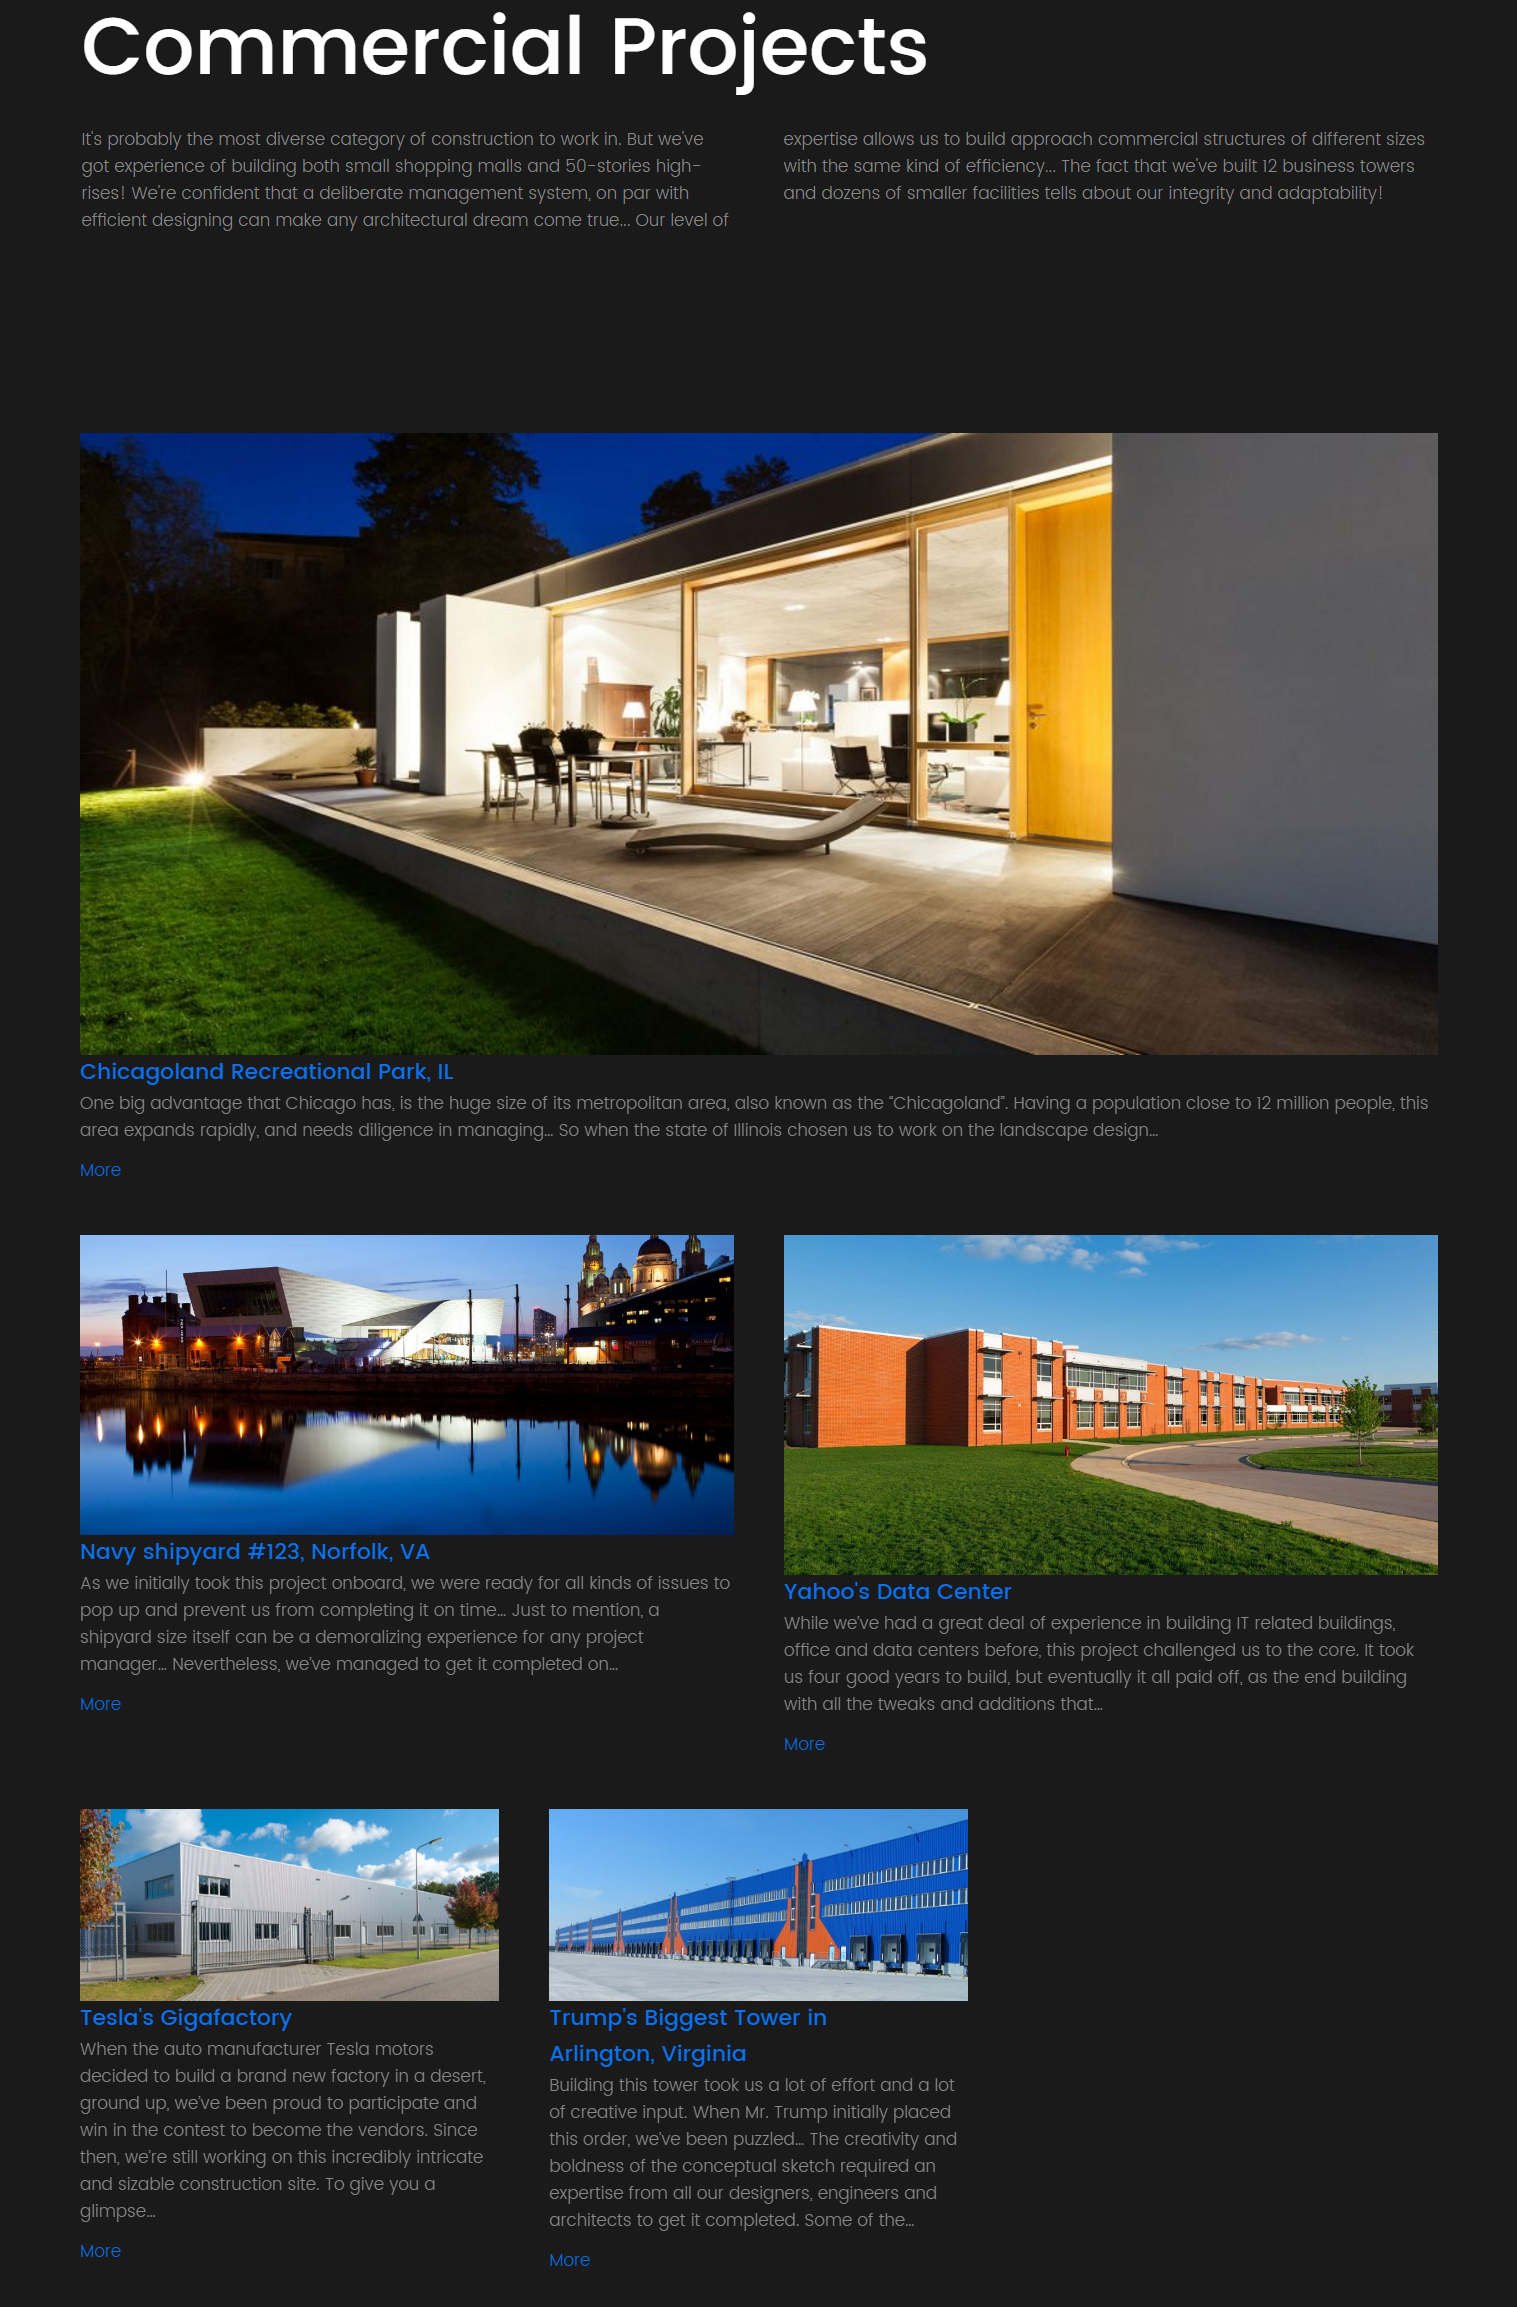 Commercial Projects
It's probably the most diverse category of construction to work in. But we've
got experience of building both small shopping malls and 50-stories high-
rises! We're confident that a deliberate management system, on par with
efficient designing can make any architectural dream come true... Our level of
expertise allows us to build approach commercial structures of different sizes
with the same kind of efficiency... The fact that we've built 12 business towers
and dozens of smaller facilities tells about our integrity and adaptability!
Chicagoland Recreational Park, IL
One big advantage that Chicago has, is the huge size of its metropolitan area, also known as the “Chicagoland”. Having a population close to 12 million people, this
area expands rapidly, and needs diligence in managing… So when the state of Illinois chosen us to work on the landscape design…
More
Navy shipyard #123, Norfolk, VA
As we initially took this project onboard, we were ready for all kinds of issues to
pop up and prevent us from completing it on time… Just to mention, a
shipyard size itself can be a demoralizing experience for any project
manager… Nevertheless, we’ve managed to get it completed on…
More
Yahoo's Data Center
While we’ve had a great deal of experience in building IT related buildings,
office and data centers before, this project challenged us to the core. It took
us four good years to build, but eventually it all paid off, as the end building
with all the tweaks and additions that…
More
Tesla's Gigafactory
When the auto manufacturer Tesla motors
decided to build a brand new factory in a desert,
ground up, we’ve been proud to participate and
win in the contest to become the vendors. Since
then, we’re still working on this incredibly intricate
and sizable construction site. To give you a
glimpse…
More
Trump's Biggest Tower in
Arlington, Virginia
Building this tower took us a lot of effort and a lot
of creative input. When Mr. Trump initially placed
this order, we’ve been puzzled… The creativity and
boldness of the conceptual sketch required an
expertise from all our designers, engineers and
architects to get it completed. Some of the…
More